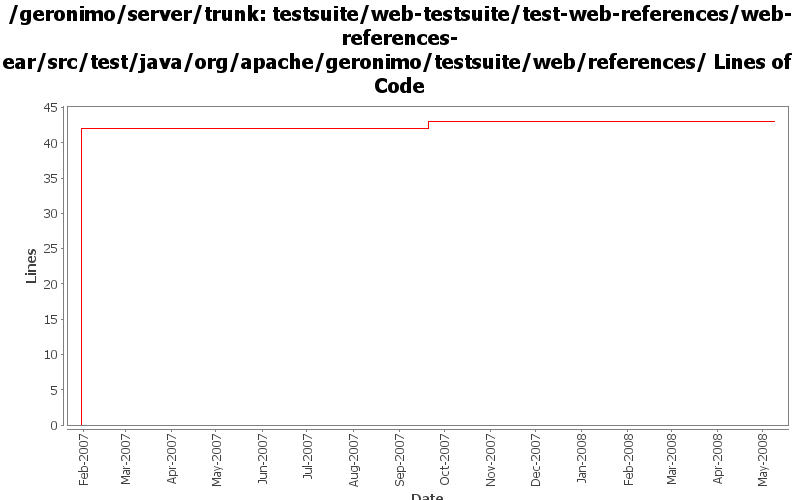 /geronimo/server/trunk: testsuite/web-testsuite/test-web-references/web-
references-
ear/src/test/java/org/apache/geronimo/testsuite/web/references/ Lines of
Code
45
40
35
30
25
20
15
10
5
0
Lines
Feb-2007
Mar-2007
Apr-2007
May-2007
Jun-2007
Jul-2007
Aug-2007
Sep-2007
Oct-2007
Nov-2007
Dec-2007
Jan-2008
Feb-2008
Mar-2008
Apr-2008
May-2008
Date